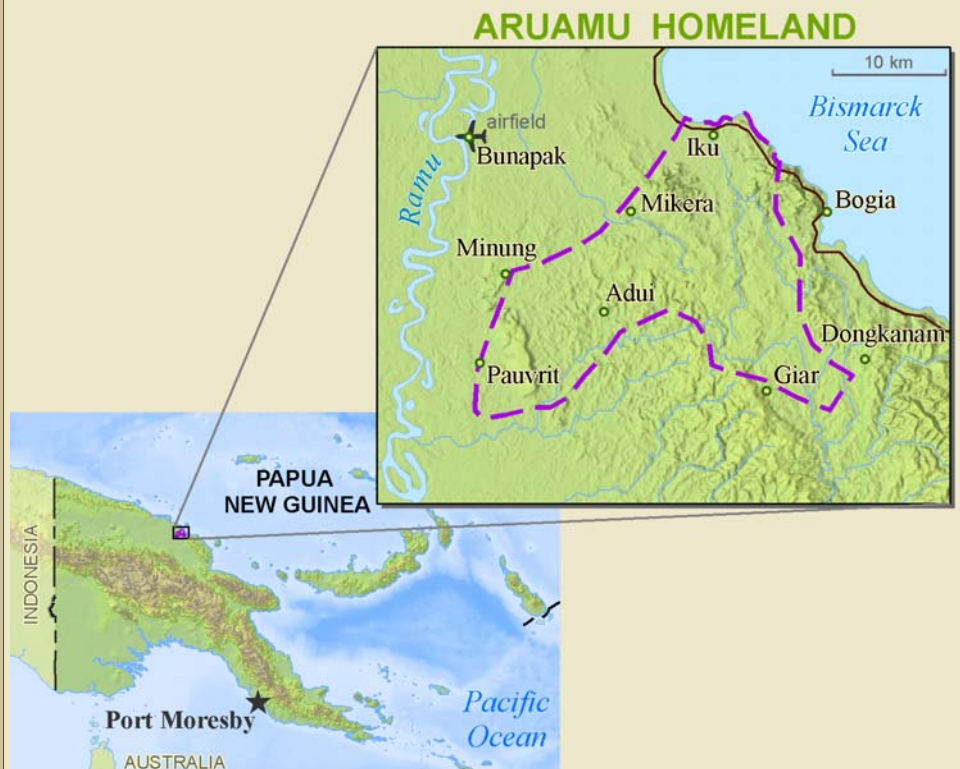 ARUAMU HOMELAND
10 km
Bismarck
Sea
airfield
Bunapak
Iku
Ramu
Mikera
Bogia
Minung
Adui
Dongkanam
Pauvrit
Giar
PAPUA
NEW GUINEA
INDONESIA
Pacific
Ocean
Port Moresby
AUSTRALIA